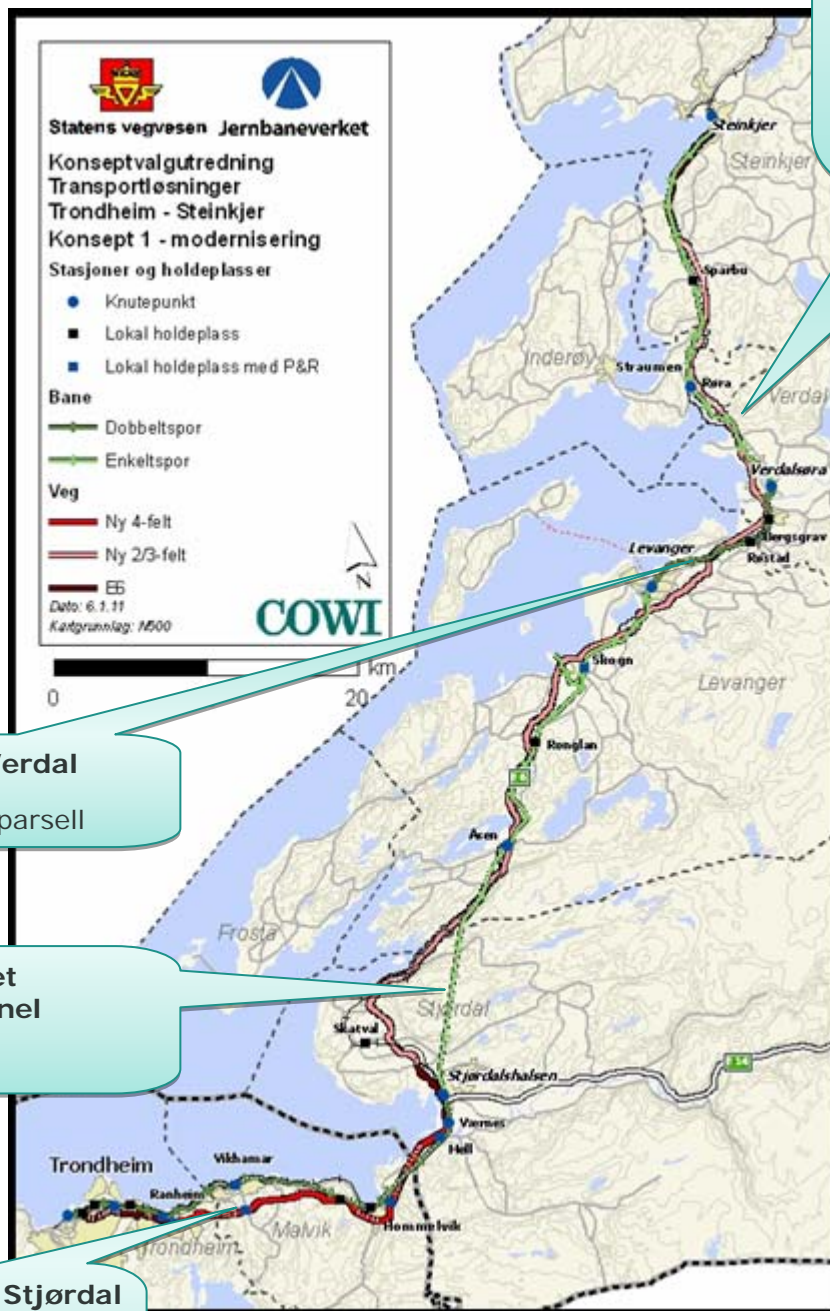 Statens vegvesen Jernbaneverket
Konseptvalgutredning
Transportløsninger
Trondheim - Steinkjer
Konsept 1 - modernisering
Stasjoner og holdeplasser
Knutepunkt
Lokal holdeplass
Lokal holdeplass med P&R
Bane
Dobbeltspor
Enkeltspor
Veg
Ny 4-felt
Ny 2/3-felt
E6
Dato: 6.1.11
Kartgrunnlag: N500
N
COWI
km
0
20
Steinkjer
Steinkjer
Sparbu
Inderøy
Straumen
Røra
Verdal
Verdalsøra
Bergsgrav
Levanger
Røstad
Skogn
Levanger
Ronglan
Verdal
parsell
Åsen
Frosta
Stjørdal
Skatval
Stjørdalshalsen
E14
Værnes
Hell
Trondheim
Vikhamar
Ranheim
Hommelvik
Malvik
Trondheim
Stjørdal